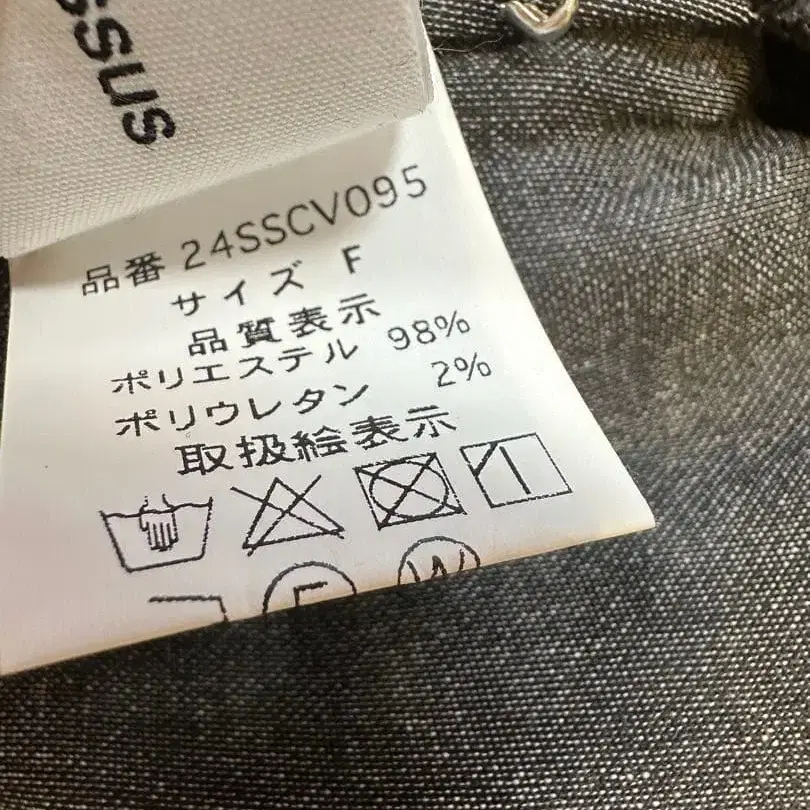 ssus
品番 24SSCV095
サイズ F
品質表示
ポリエステル 98%
ポリウレタン 2%
取扱絵表示
F
W